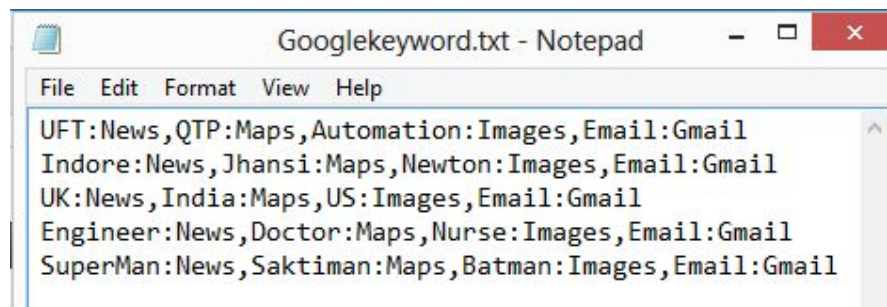 Googlekeyword.txt - Notepad
File Edit Format View Help
UFT:News,QTP:Maps,Automation:Images,Email:Gmail
Indore:News,Jhansi:Maps,Newton:Images,Email:Gmail
UK:News,India:Maps,US:Images,Email:Gmail
Engineer:News,Doctor:Maps,Nurse:Images,Email:Gmail
SuperMan:News,Saktiman:Maps,Batman:Images,Email:Gmail